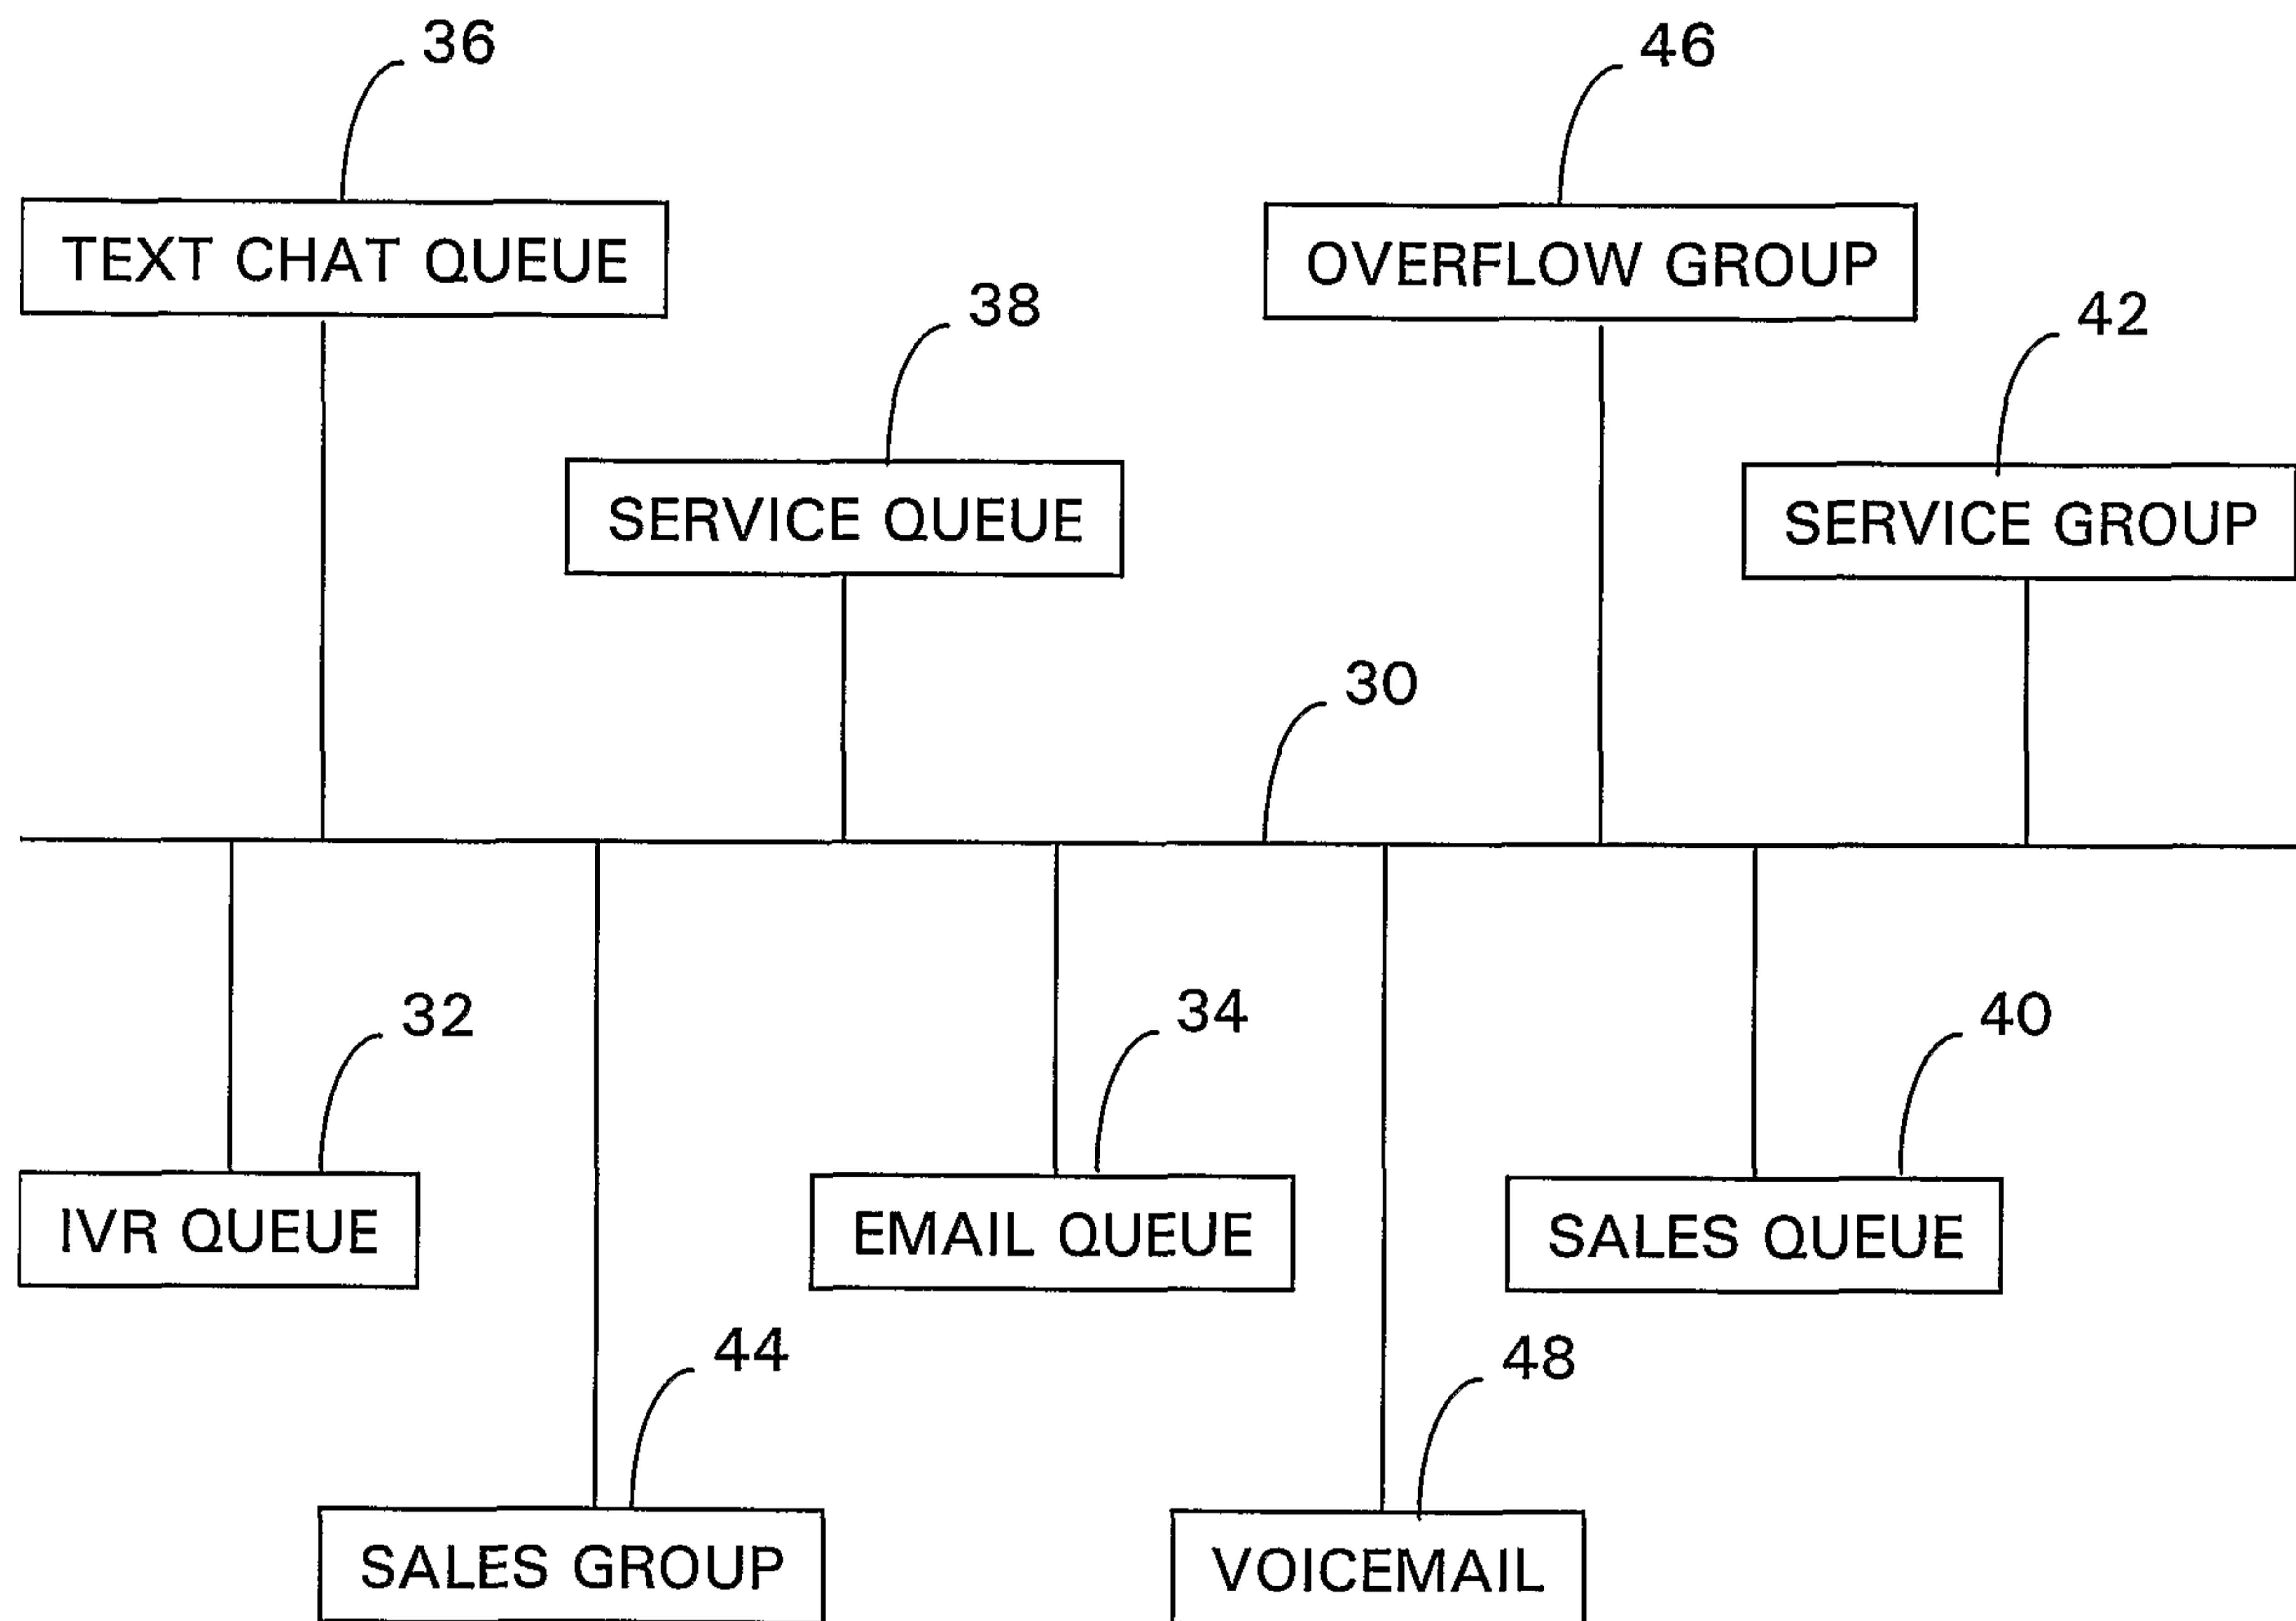 36
46
TEXT CHAT QUEUE
OVERFLOW GROUP
38
42
SERVICE QUEUE
SERVICE GROUP
30
32
34
40
IVR QUEUE
EMAIL QUEUE
SALES QUEUE
44
48
SALES GROUP
VOICEMAIL